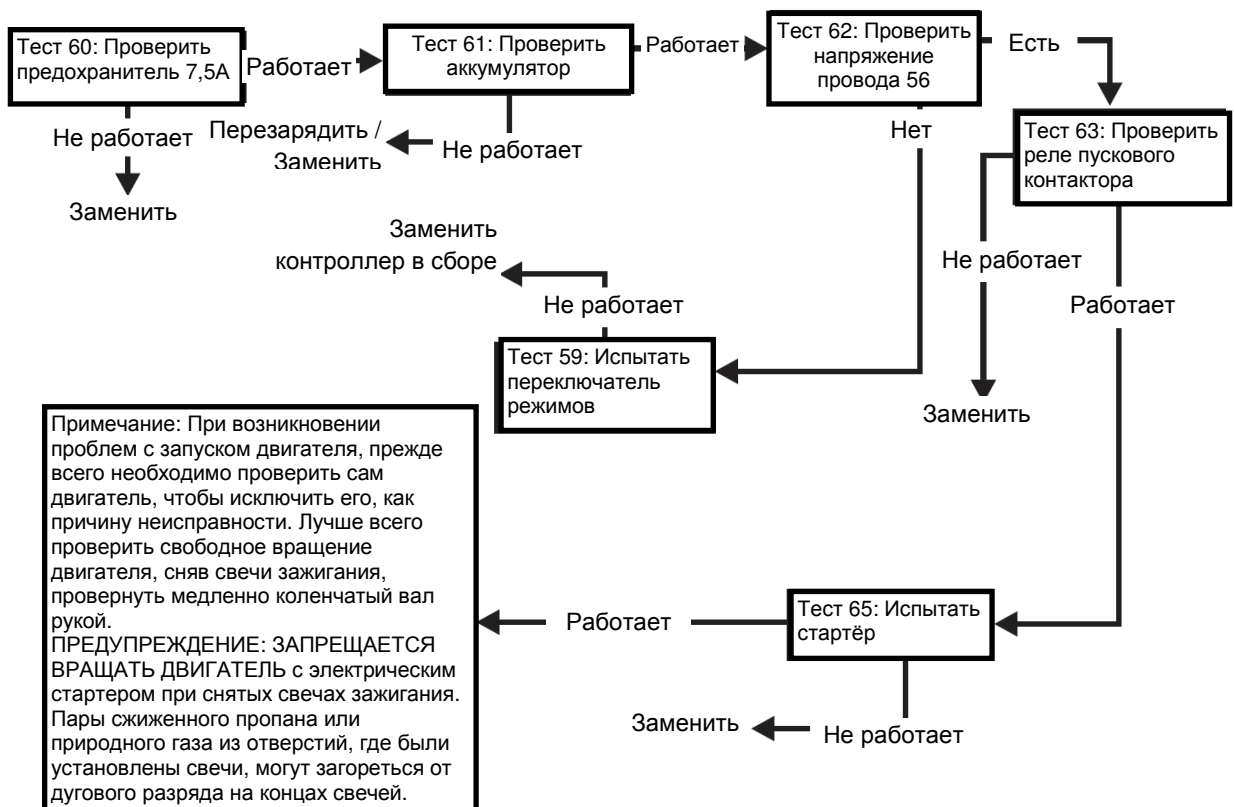 Тест 60: Проверить
предохранитель 7,5А
Работает
Тест 61: Проверить
аккумулятор
Работает
Тест 62: Проверить
напряжение
провода 56
Есть
Не работает
Заменить
Перезарядить /
Заменить
Не работает
Нет
Тест 63: Проверить
реле пускового
контактора
Заменить
контроллер в сборе
Не работает
Не работает
Работает
Тест 59: Испытать
переключатель
режимов
Заменить
Примечание: При возникновении
проблем с запуском двигателя, прежде
всего необходимо проверить сам
двигатель, чтобы исключить его, как
причину неисправности. Лучше всего
проверить свободное вращение
двигателя, сняв свечи зажигания,
провернуть медленно коленчатый вал
рукой.
ПРЕДУПРЕЖДЕНИЕ: ЗАПРЕЩАЕТСЯ
ВРАЩАТЬ ДВИГАТЕЛЬ с электрическим
стартером при снятых свечах зажигания.
Пары сжиженного пропана или
природного газа из отверстий, где были
установлены свечи, могут загореться от
дугового разряда на концах свечей.
Работает
Тест 65: Испытать
стартёр
Заменить
Не работает